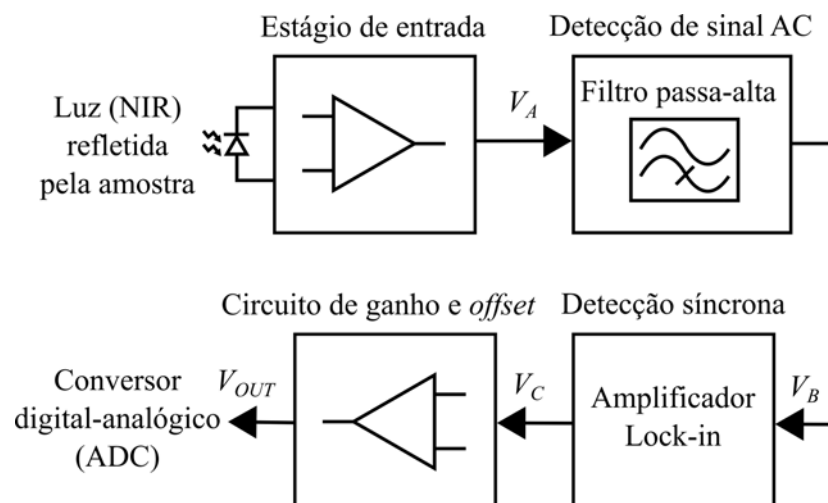 Estágio de entrada
Detecção de sinal AC
Luz (NIR)
refletida
pela amostra
V_A
Filtro passa-alta
Circuito de ganho e offset
Detecção síncrona
Conversor
digital-analógico
(ADC)
V_OUT
V_C
Amplificador
Lock-in
V_B